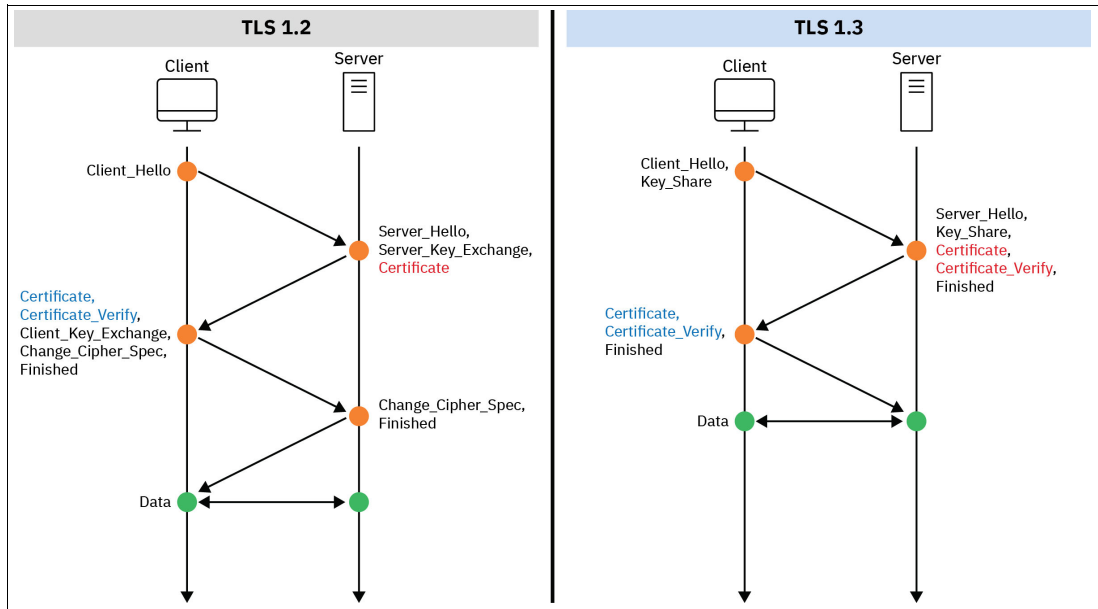 TLS 1.2
Client
Server
Client_Hello
Server_Hello,
Server_Key_Exchange,
Certificate
Certificate,
Certificate_Verify,
Client_Key_Exchange,
Change_Cipher_Spec,
Finished
Change_Cipher_Spec,
Finished
Data
TLS 1.3
Client
Server
Client_Hello,
Key_Share
Server_Hello,
Key_Share,
Certificate,
Certificate_Verify,
Finished
Certificate,
Certificate_Verify,
Finished
Data